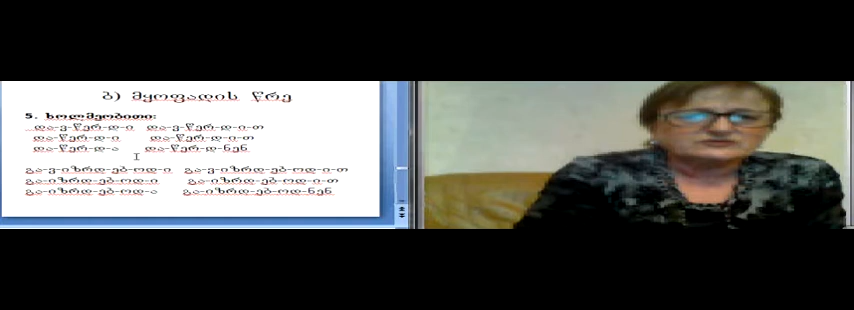 ბ) მყოფადის წრე
5. ხოლმეობითი:
და-ვ-წერ-დ-ი და-ვ-წერ-დ-ი-თ
და-წერ-დ-ი და-წერ-დ-ი-თ
და-წერ-დ-ა და-წერ-დ-ნენ
გა-ვ-იზრდ-ებ-ოდ-ი გა-ვ-იზრდ-ებ-ოდ-ი-თ
გა-იზრდ-ებ-ოდ-ი გა-იზრდ-ებ-ოდ-ი-თ
გა-იზრდ-ებ-ოდ-ა გა-იზრდ-ებ-ოდ-ნენ